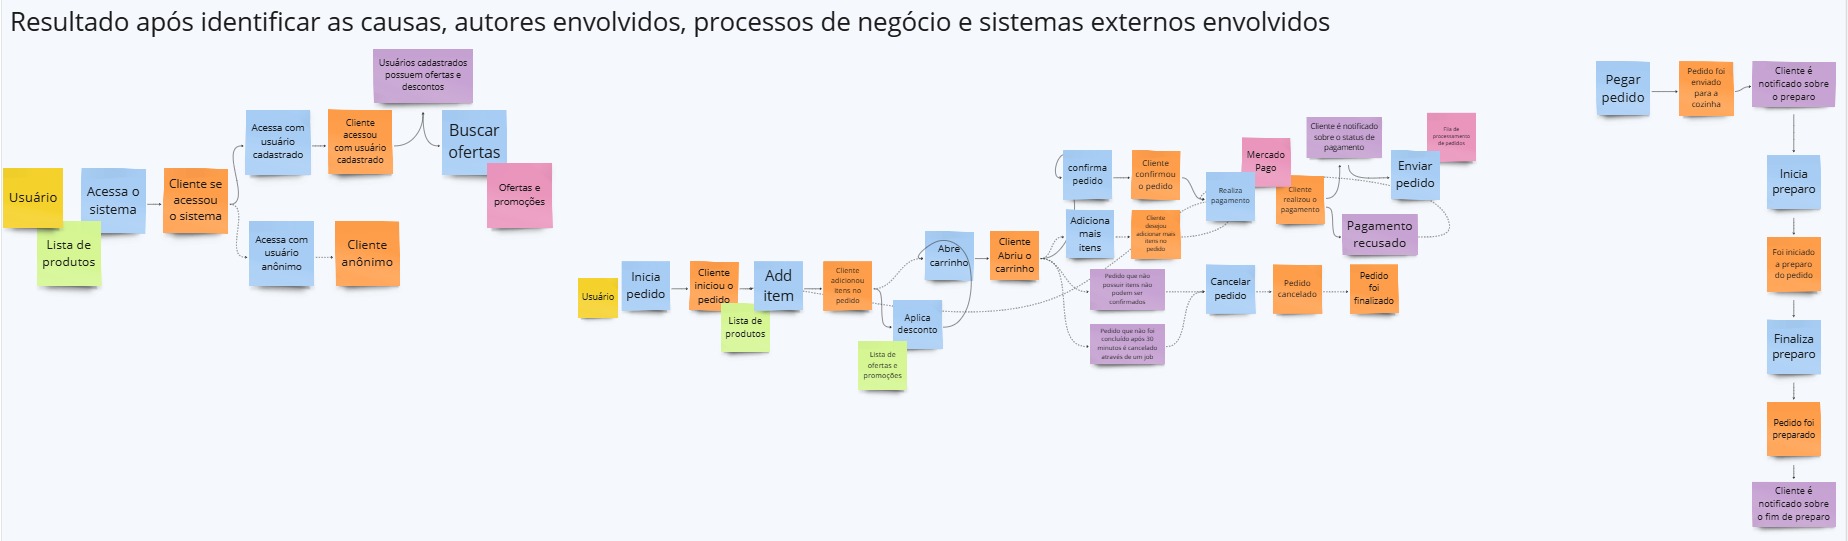 Resultado após identificar as causas, autores envolvidos, processos de negócio e sistemas externos envolvidos
Usuários cadastrados
possuem ofertas e
descontos
Acessa com
usuário
cadastrado
Cliente
acessou
com usuário
cadastrado
Buscar
ofertas
Ofertas e
promoções
Usuário
Acessa o
sistema
Cliente se
acessou
o sistema
Lista de
produtos
Acessa com
usuário
anônimo
Cliente
anônimo
Usuário
Inicia
pedido
Cliente
iniciou o
pedido
Lista de
produtos
Add
item
Cliente
adicionou
itens no
pedido
Abre
carrinho
Aplica
desconto
Lista de
ofertas e
promoções
Cliente
Abriu o
carrinho
confirma
pedido
Cliente
confirmou
o pedido
Adiciona
mais
itens
Cliente
desejou
adicionar mais
itens no
pedido
Pedido que não
possuir itens não
podem ser
confirmados
Pedido que não foi
concluído após 30
minutos é cancelado
através de um job
Realiza
pagamento
Mercado
Pago
Cliente
realizou o
pagamento
Cliente é notificado
sobre o status de
pagamento
Enviar
pedido
Fila de
processamento
de pedidos
Pagamento
recusado
Cancelar
pedido
Pedido
cancelado
Pedido
foi
finalizado
Pegar
pedido
Pedido foi
enviado
para a
cozinha
Cliente é
notificado sobre
o preparo
Inicia
preparo
Foi iniciado
a preparo
do pedido
Finaliza
preparo
Pedido foi
preparado
Cliente é
notificado sobre
o fim de preparo